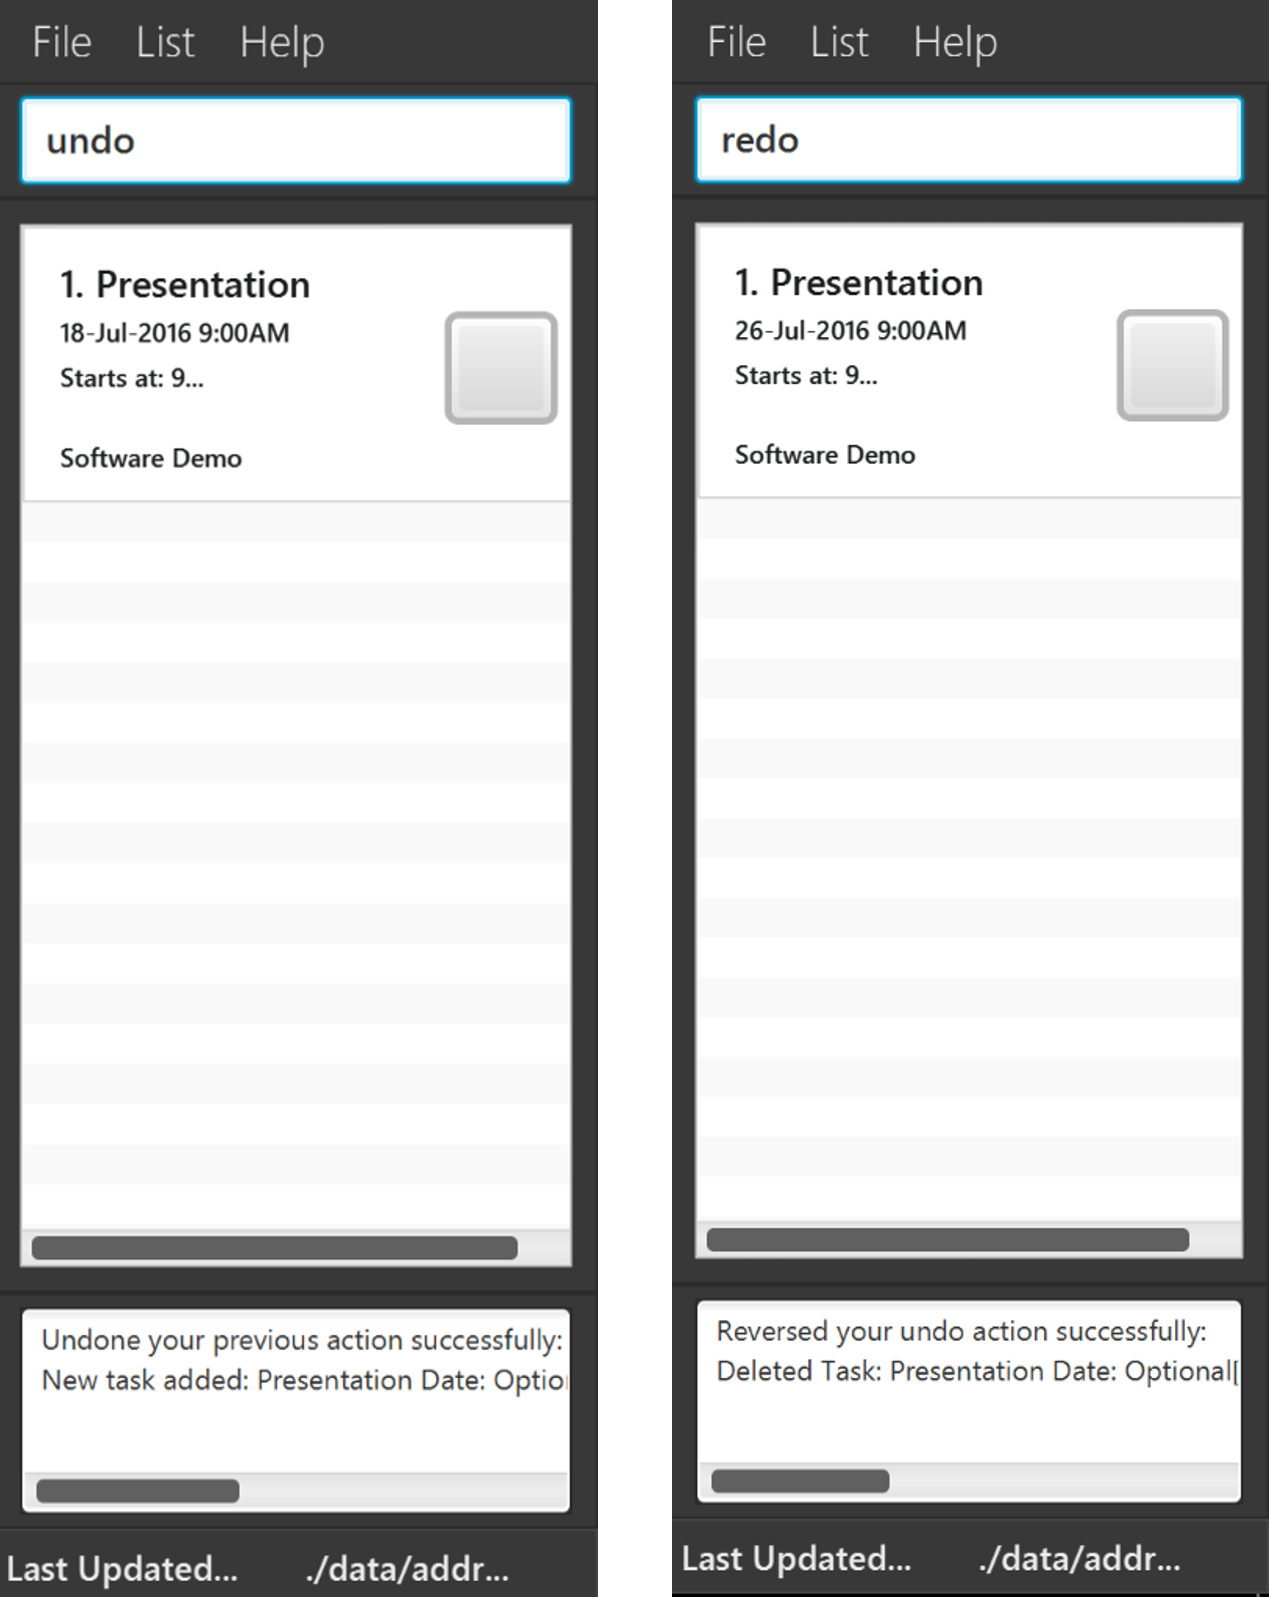 File List Help
undo
1. Presentation
18-Jul-2016 9:00AM
Starts at: 9...
Software Demo
Undone your previous action successfully:
New task added: Presentation Date: Optio
Last Updated... ./data/addr...
File List Help
redo
1. Presentation
26-Jul-2016 9:00AM
Starts at: 9...
Software Demo
Reversed your undo action successfully:
Deleted Task: Presentation Date: Optional[
Last Updated... ./data/addr...